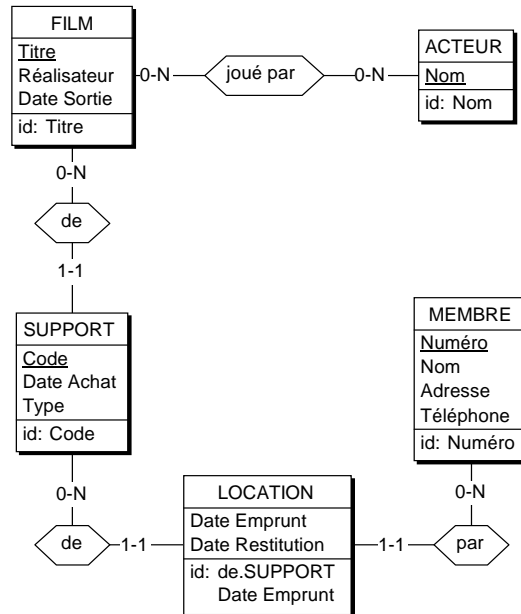 FILM
Titre
Réalisateur
Date Sortie
id: Titre
0-N
joué par
0-N
ACTEUR
Nom
id: Nom
0-N
de
1-1
SUPPORT
Code
Date Achat
Type
id: Code
MEMBRE
Numéro
Nom
Adresse
Téléphone
id: Numéro
0-N
de
1-1
LOCATION
Date Emprunt
Date Restitution
id: de.SUPPORT
Date Emprunt
1-1
par
0-N